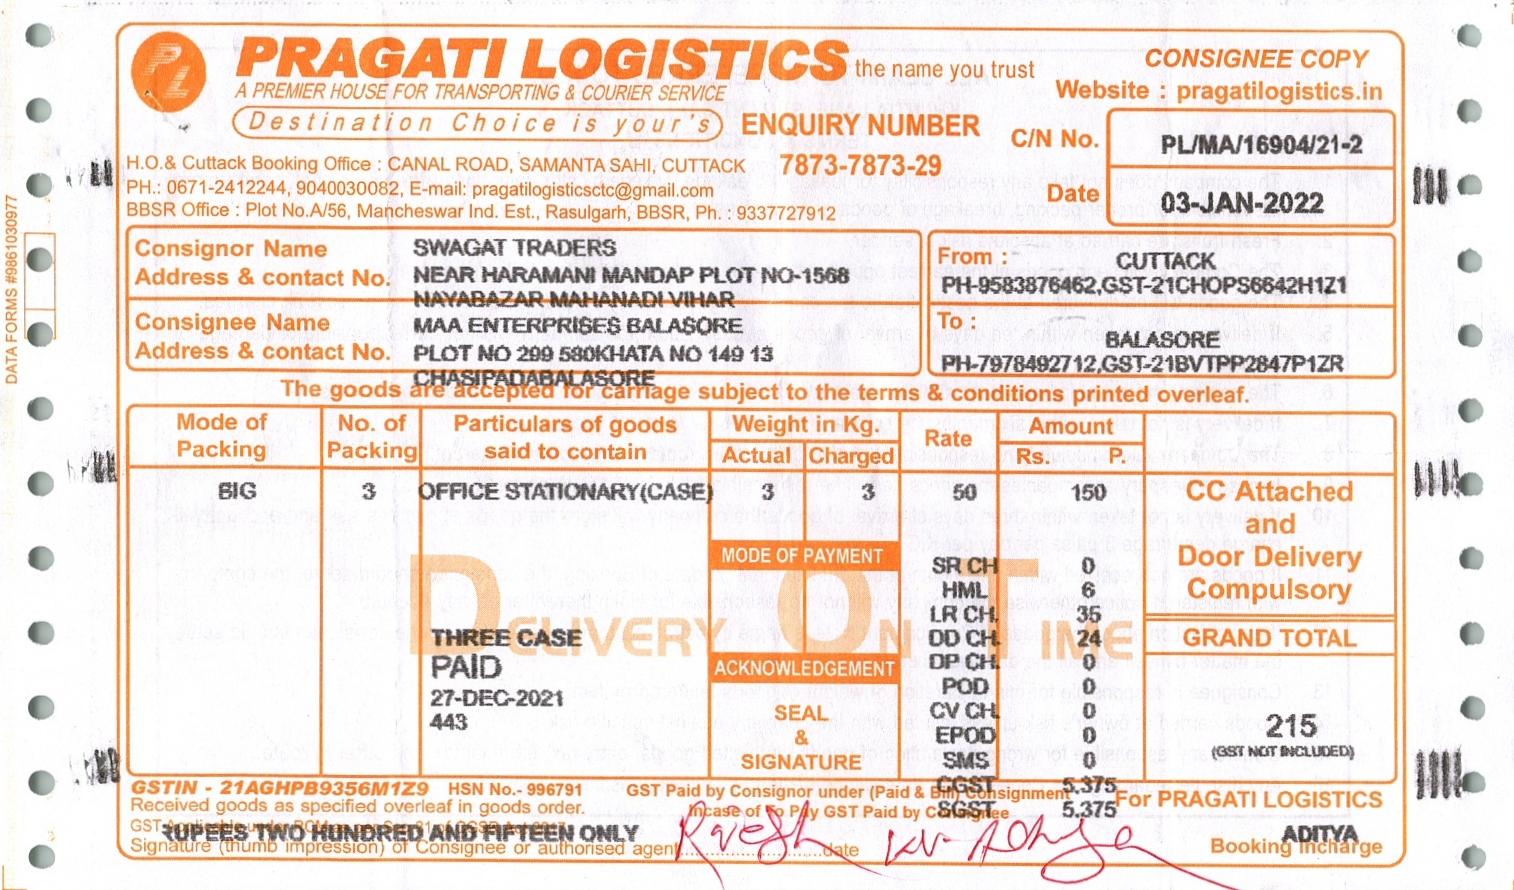 PRAGATI LOGISTICS the name you trust
A PREMIER HOUSE FOR TRANSPORTING & COURIER SERVICE
Destination Choice is your's
CONSIGNEE COPY
Website : pragatilogistics.in
ENQUIRY NUMBER
7873-7873-29
C/N No. PL/MA/16904/21-2
Date 03-JAN-2022
H.O.& Cuttack Booking Office : CANAL ROAD, SAMANTA SAHI, CUTTACK
PH.: 0671-2412244, 9040030082, E-mail: pragatilogisticsctc@gmail.com
BBSR Office : Plot No.A/56, Mancheswar Ind. Est., Rasulgarh, BBSR, Ph. : 9337727912
DATA FORMS #9861030977
Consignor Name SWAGAT TRADERS
Address & contact No. NEAR HARAMANI MANDAP PLOT NO-1568
NAYABAZAR MAHANADI VIHAR
From : CUTTACK
PH-9583876462,GST-21CHOPS6642H1Z1
Consignee Name MAA ENTERPRISES BALASORE
Address & contact No. PLOT NO 299 580KHATA NO 149 13
CHASIPADABALASORE
To : BALASORE
PH-7978492712,GST-21BVTPP2847P1ZR
The goods are accepted for carriage subject to the terms & conditions printed overleaf.
Mode of Packing No. of Packing Particulars of goods said to contain Weight in Kg. Actual Charged Rate Amount Rs. P.
BIG 3 OFFICE STATIONARY(CASE) 3 3 50 150
CC Attached
and
Door Delivery
Compulsory
MODE OF PAYMENT
DELIVERY ON TIME
SR CH 0
HML 6
LR CH. 35
DD CH. 24
DP CH. 0
POD 0
CV CH. 0
EPOD 0
SMS 0
CGST 5.375
SGST 5.375
THREE CASE
PAID
27-DEC-2021
443
ACKNOWLEDGEMENT
SEAL
&
SIGNATURE
GRAND TOTAL
215
(GST NOT INCLUDED)
GSTIN - 21AGHPB9356M1Z9 HSN No.- 996791 GST Paid by Consignor under (Paid & Bill) Consignment
Received goods as specified overleaf in goods order. Incase of To Pay GST Paid by Consignee
For PRAGATI LOGISTICS
RUPEES TWO HUNDRED AND FIFTEEN ONLY
Signature (thumb impression) of Consignee or authorised agent..............................date
ADITYA
Booking Incharge